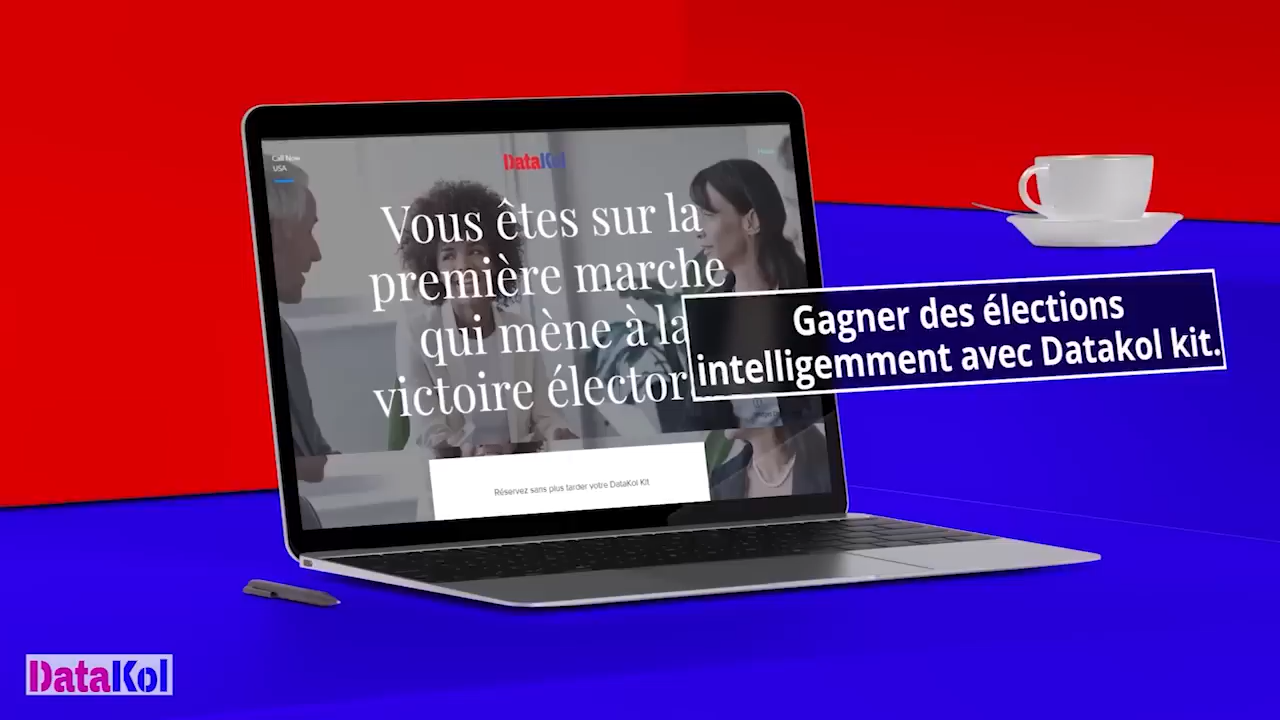 Call Now
USA
DataKol
Vous êtes sur la
première marche
qui mène à la
victoire élector
Gagner des élections
intelligemment avec Datakol kit.
Réservez sans plus tarder votre DataKol Kit
DataKol